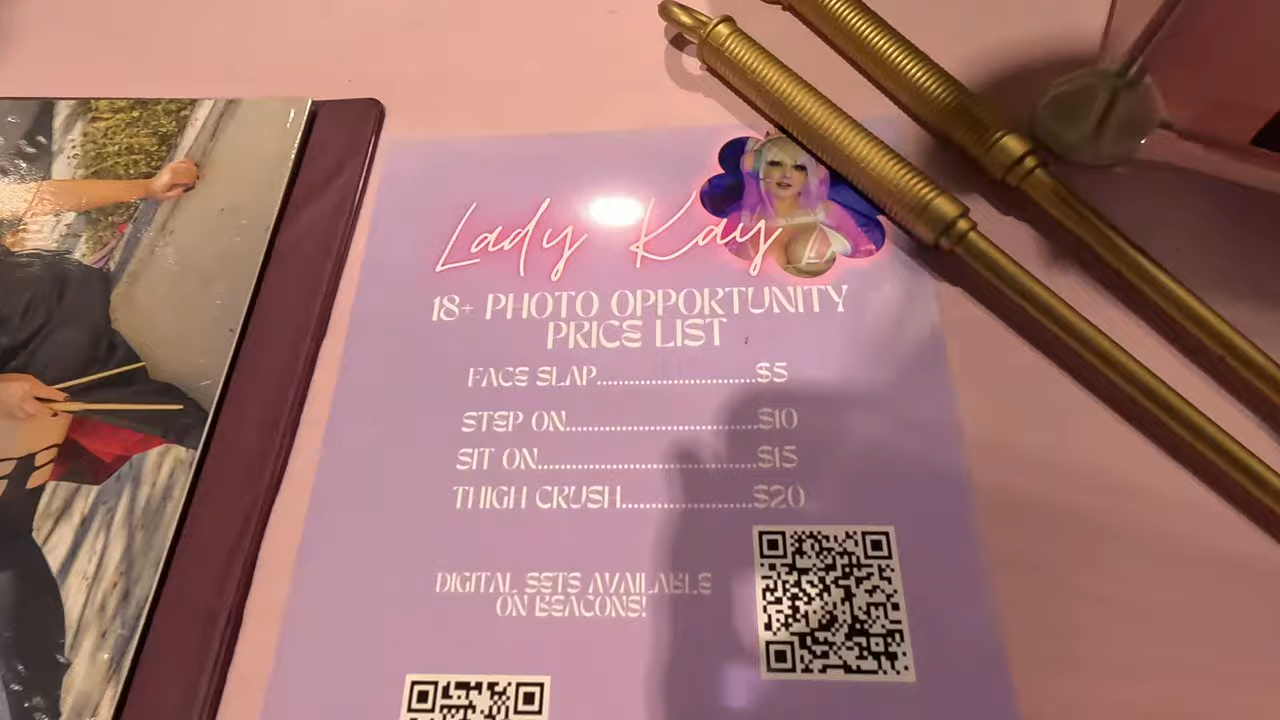 Lady Kay
18+ PHOTO OPPORTUNITY
PRICE LIST
FACE SLAP............................$5
STEP ON.................................$10
SIT ON.....................................$15
THIGH CRUSH......................$20
DIGITAL SETS AVAILABLE
ON BEACONS!